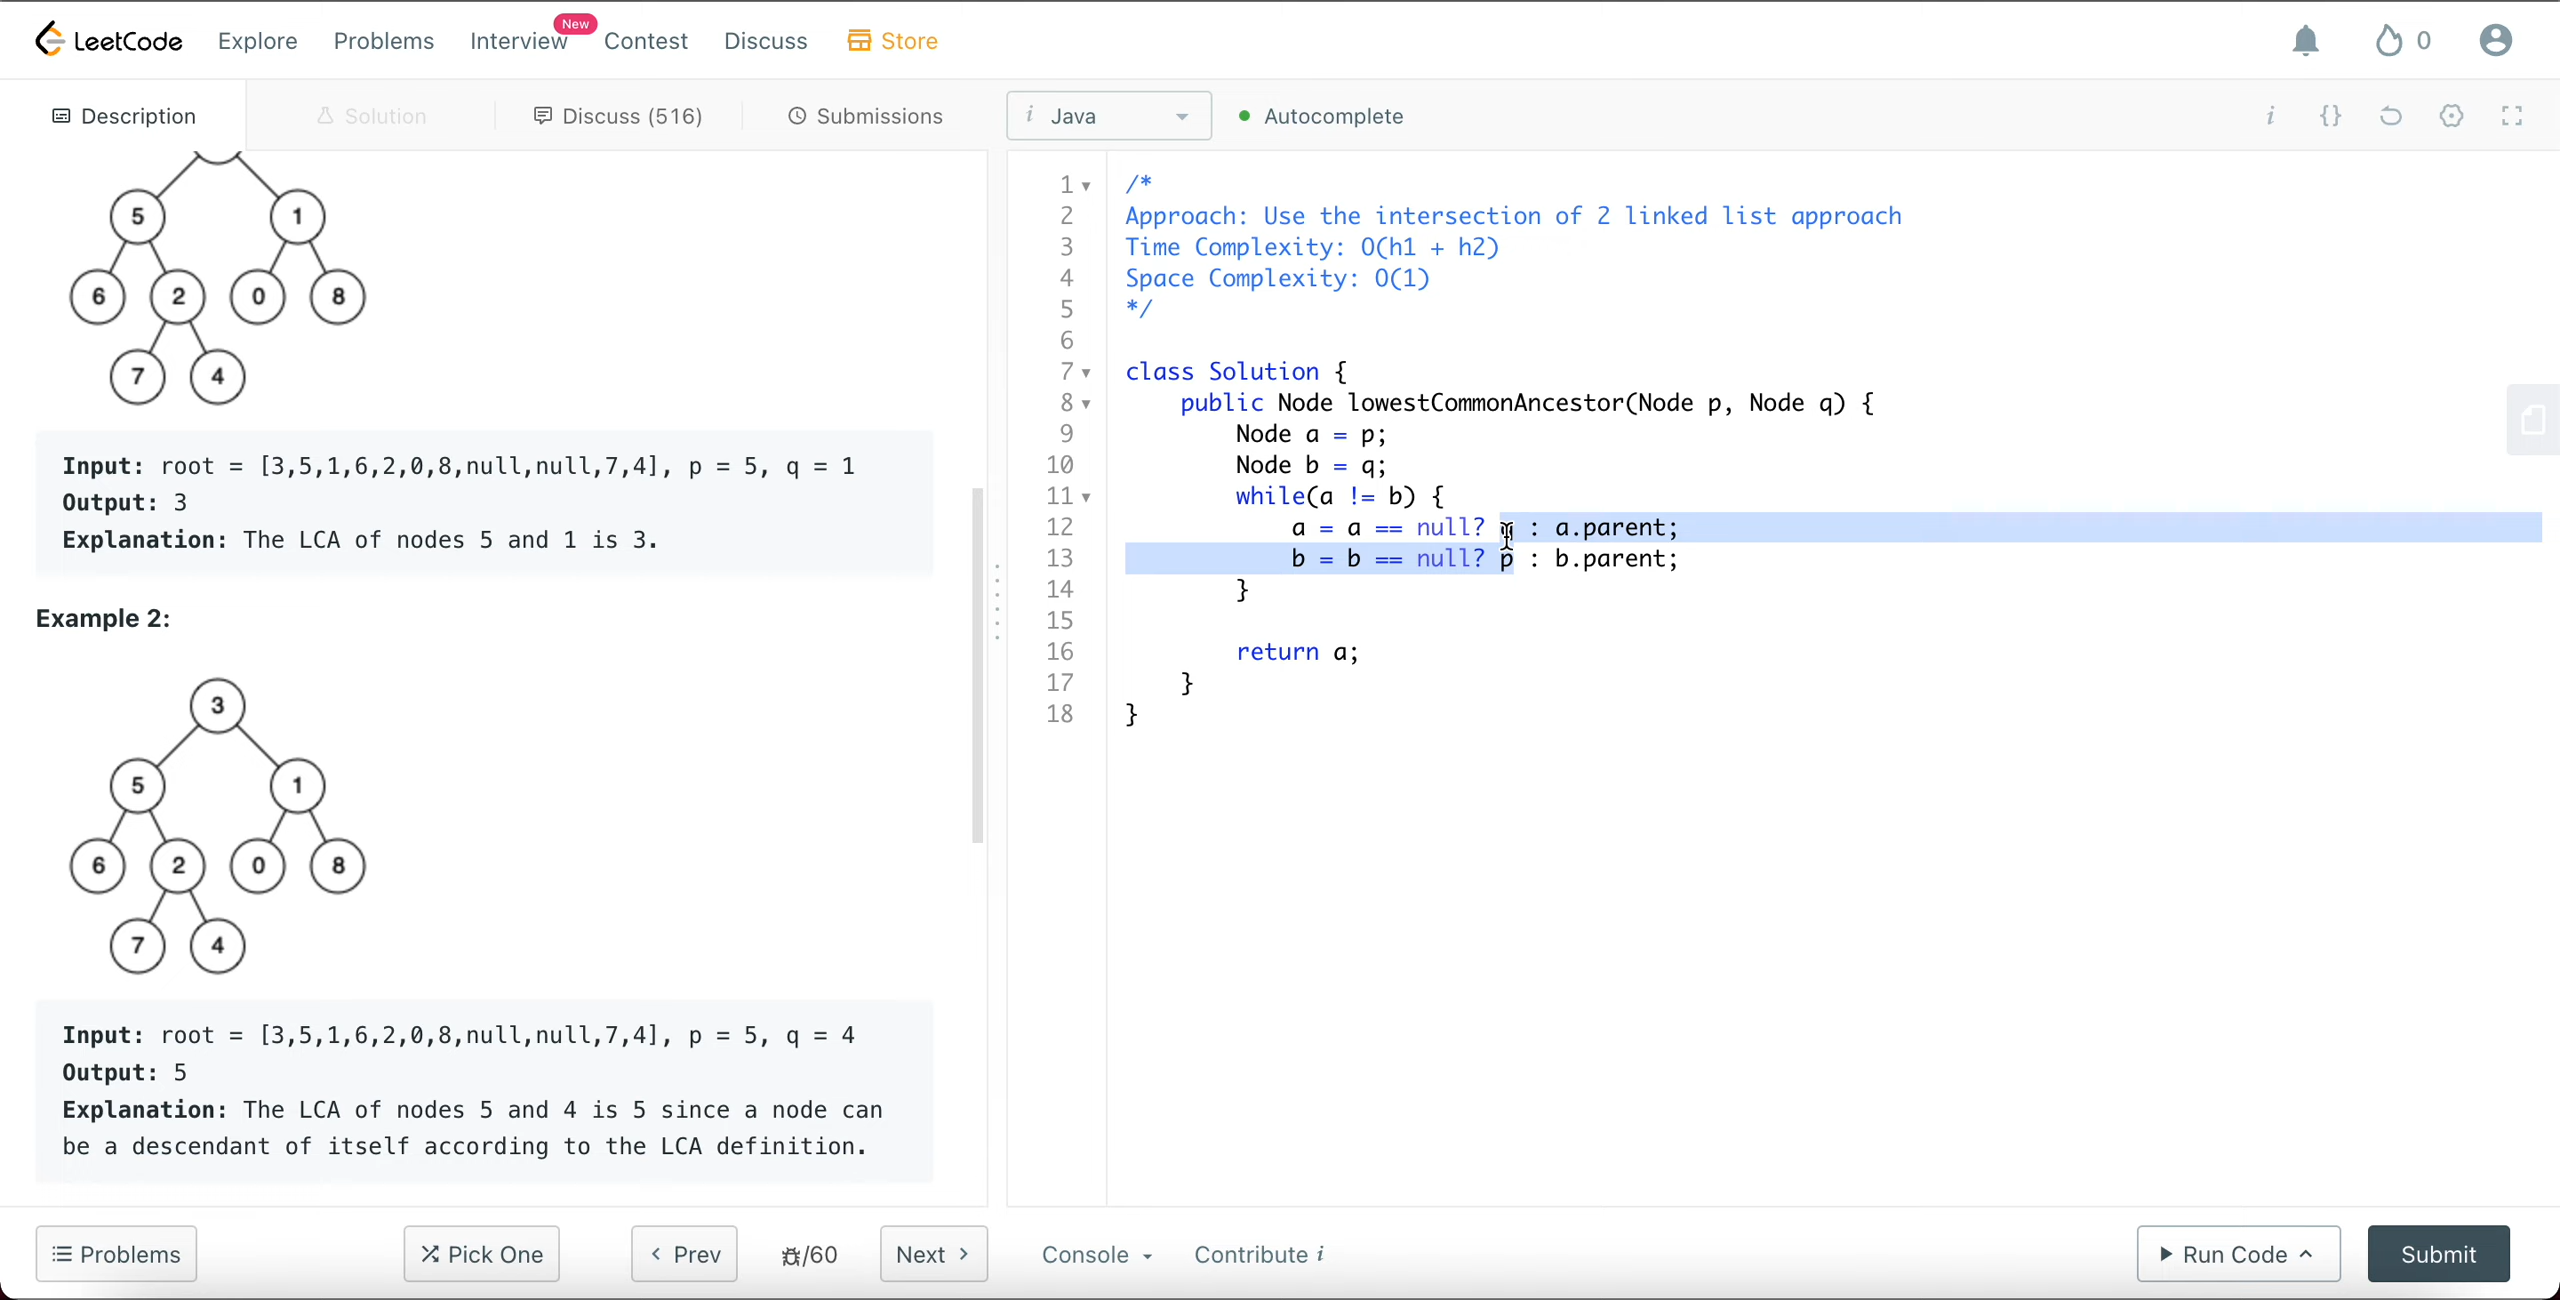 LeetCode Explore Problems Interview New Contest Discuss Store 0
Description Solution Discuss (516) Submissions
5 1
6 2 0 8
7 4
Input: root = [3,5,1,6,2,0,8,null,null,7,4], p = 5, q = 1
Output: 3
Explanation: The LCA of nodes 5 and 1 is 3.
Example 2:
3
5 1
6 2 0 8
7 4
Input: root = [3,5,1,6,2,0,8,null,null,7,4], p = 5, q = 4
Output: 5
Explanation: The LCA of nodes 5 and 4 is 5 since a node can
be a descendant of itself according to the LCA definition.
Problems Pick One Prev /60 Next
i Java Autocomplete i {}
1 /*
2 Approach: Use the intersection of 2 linked list approach
3 Time Complexity: O(h1 + h2)
4 Space Complexity: O(1)
5 */
6
7 class Solution {
8 public Node lowestCommonAncestor(Node p, Node q) {
9 Node a = p;
10 Node b = q;
11 while(a != b) {
12 a = a == null? q : a.parent;
13 b = b == null? p : b.parent;
14 }
15
16 return a;
17 }
18 }
Console Contribute i Run Code Submit